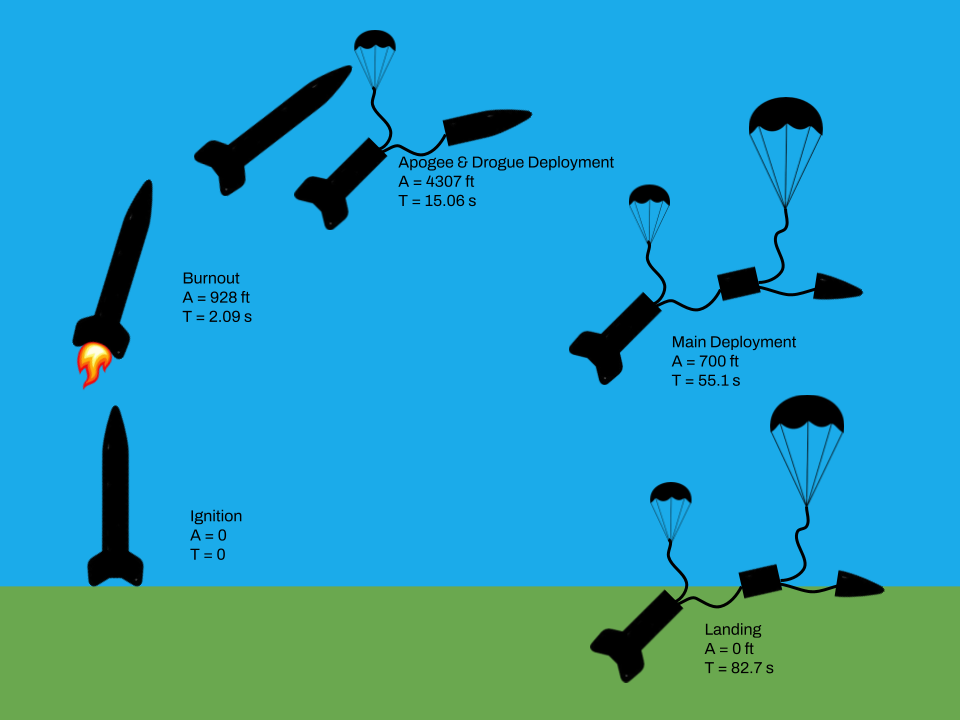 Apogee & Drogue Deployment
A = 4307 ft
T = 15.06 s
Burnout
A = 928 ft
T = 2.09 s
Main Deployment
A = 700 ft
T = 55.1 s
Ignition
A = 0
T = 0
Landing
A = 0 ft
T = 82.7 s